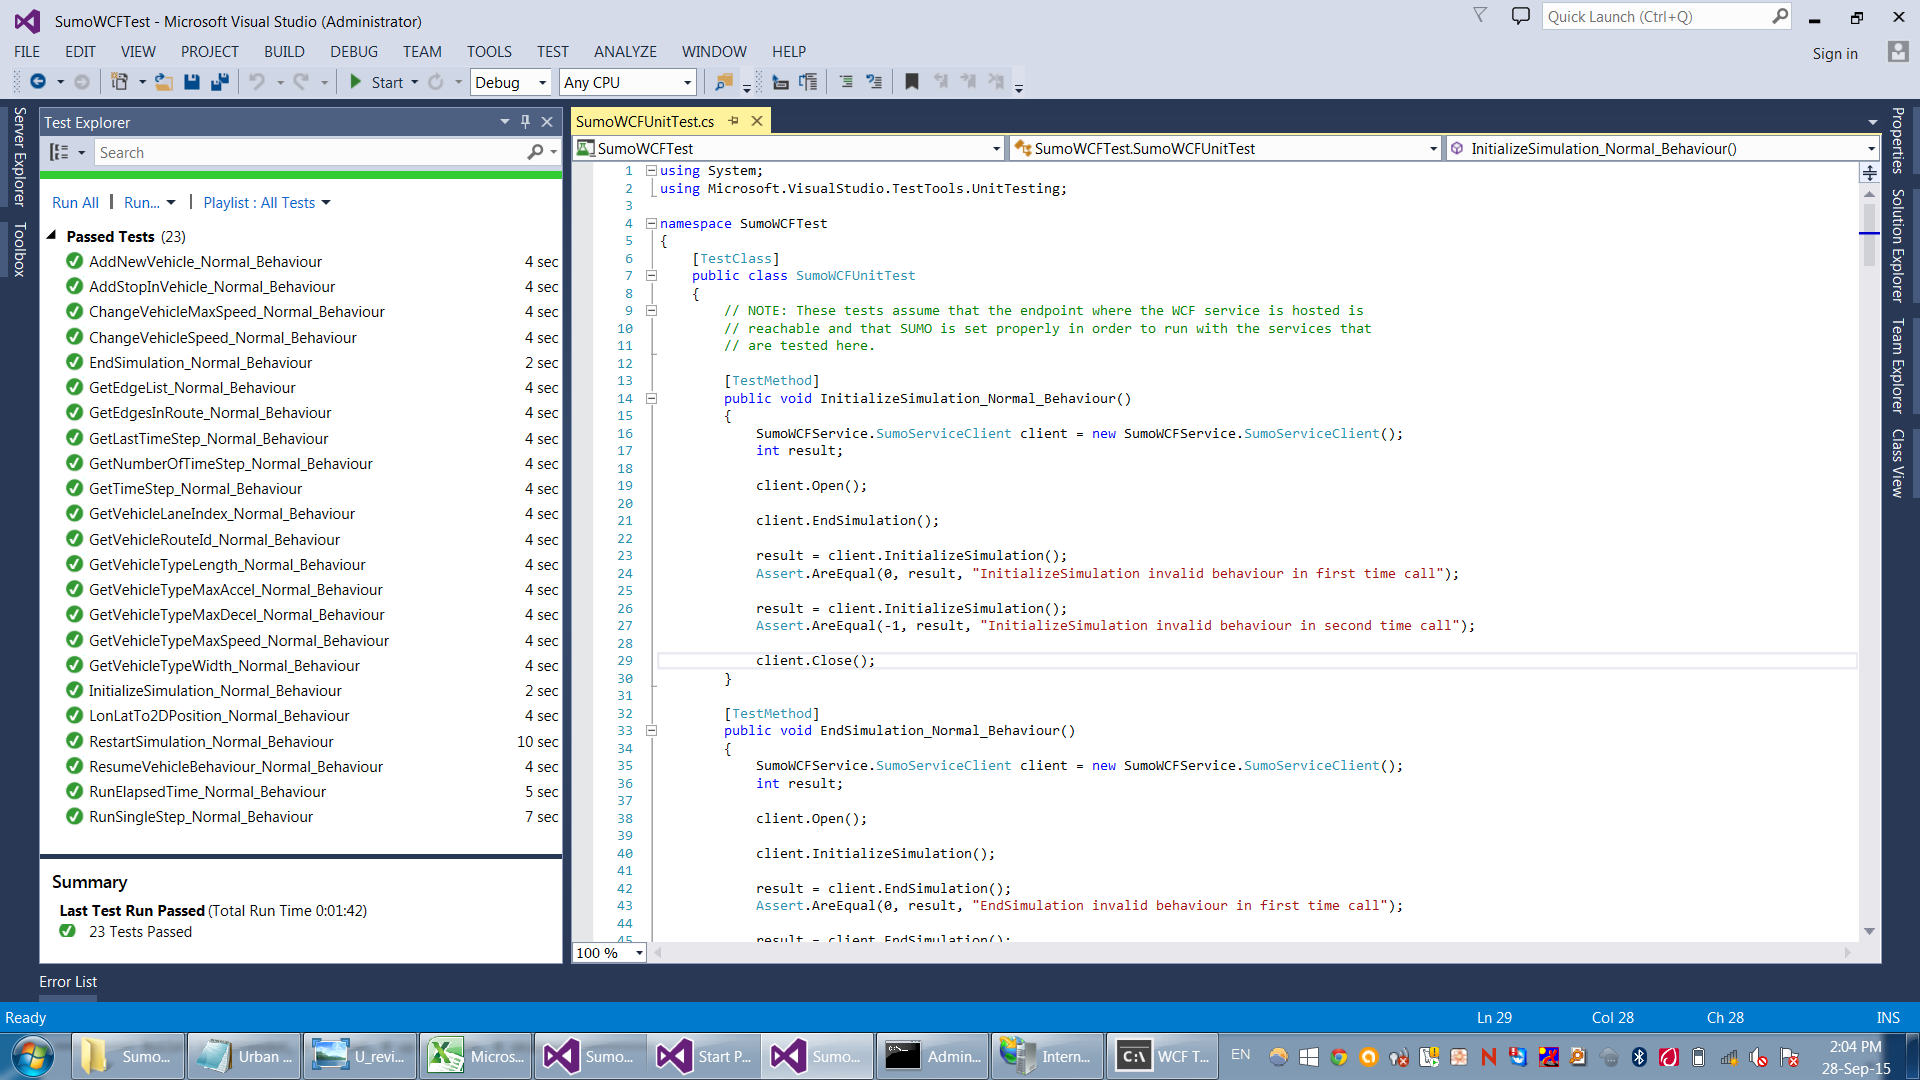 SumoWCFTest - Microsoft Visual Studio (Administrator)
Quick Launch (Ctrl+Q)
FILE EDIT VIEW PROJECT BUILD DEBUG TEAM TOOLS TEST ANALYZE WINDOW HELP
Sign in
Start Debug Any CPU
Server Explorer
Toolbox
Test Explorer
Search
Run All Run... Playlist : All Tests
Passed Tests (23)
AddNewVehicle_Normal_Behaviour 4 sec
AddStopInVehicle_Normal_Behaviour 4 sec
ChangeVehicleMaxSpeed_Normal_Behaviour 4 sec
ChangeVehicleSpeed_Normal_Behaviour 4 sec
EndSimulation_Normal_Behaviour 2 sec
GetEdgeList_Normal_Behaviour 4 sec
GetEdgesInRoute_Normal_Behaviour 4 sec
GetLastTimeStep_Normal_Behaviour 4 sec
GetNumberOfTimeStep_Normal_Behaviour 4 sec
GetTimeStep_Normal_Behaviour 4 sec
GetVehicleLaneIndex_Normal_Behaviour 4 sec
GetVehicleRouteId_Normal_Behaviour 4 sec
GetVehicleTypeLength_Normal_Behaviour 4 sec
GetVehicleTypeMaxAccel_Normal_Behaviour 4 sec
GetVehicleTypeMaxDecel_Normal_Behaviour 4 sec
GetVehicleTypeMaxSpeed_Normal_Behaviour 4 sec
GetVehicleTypeWidth_Normal_Behaviour 4 sec
InitializeSimulation_Normal_Behaviour 2 sec
LonLatTo2DPosition_Normal_Behaviour 4 sec
RestartSimulation_Normal_Behaviour 10 sec
ResumeVehicleBehaviour_Normal_Behaviour 4 sec
RunElapsedTime_Normal_Behaviour 5 sec
RunSingleStep_Normal_Behaviour 7 sec
Summary
Last Test Run Passed (Total Run Time 0:01:42)
23 Tests Passed
SumoWCFUnitTest.cs
SumoWCFTest SumoWCFTest.SumoWCFUnitTest InitializeSimulation_Normal_Behaviour()
1 using System;
2 using Microsoft.VisualStudio.TestTools.UnitTesting;
3
4 namespace SumoWCFTest
5 {
6 [TestClass]
7 public class SumoWCFUnitTest
8 {
9 // NOTE: These tests assume that the endpoint where the WCF service is hosted is
10 // reachable and that SUMO is set properly in order to run with the services that
11 // are tested here.
12
13 [TestMethod]
14 public void InitializeSimulation_Normal_Behaviour()
15 {
16 SumoWCFService.SumoServiceClient client = new SumoWCFService.SumoServiceClient();
17 int result;
18
19 client.Open();
20
21 client.EndSimulation();
22
23 result = client.InitializeSimulation();
24 Assert.AreEqual(0, result, "InitializeSimulation invalid behaviour in first time call");
25
26 result = client.InitializeSimulation();
27 Assert.AreEqual(-1, result, "InitializeSimulation invalid behaviour in second time call");
28
29 client.Close();
30 }
31
32 [TestMethod]
33 public void EndSimulation_Normal_Behaviour()
34 {
35 SumoWCFService.SumoServiceClient client = new SumoWCFService.SumoServiceClient();
36 int result;
37
38 client.Open();
39
40 client.InitializeSimulation();
41
42 result = client.EndSimulation();
43 Assert.AreEqual(0, result, "EndSimulation invalid behaviour in first time call");
44
45 result = client.EndSimulation();
100 %
Properties
Solution Explorer
Team Explorer
Class View
Error List
Ready Ln 29 Col 28 Ch 28 INS
Sumo... Urban ... U_revi... Micros... Sumo... Start P... Sumo... Admin... Intern... WCF T... EN
2:04 PM
28-Sep-15